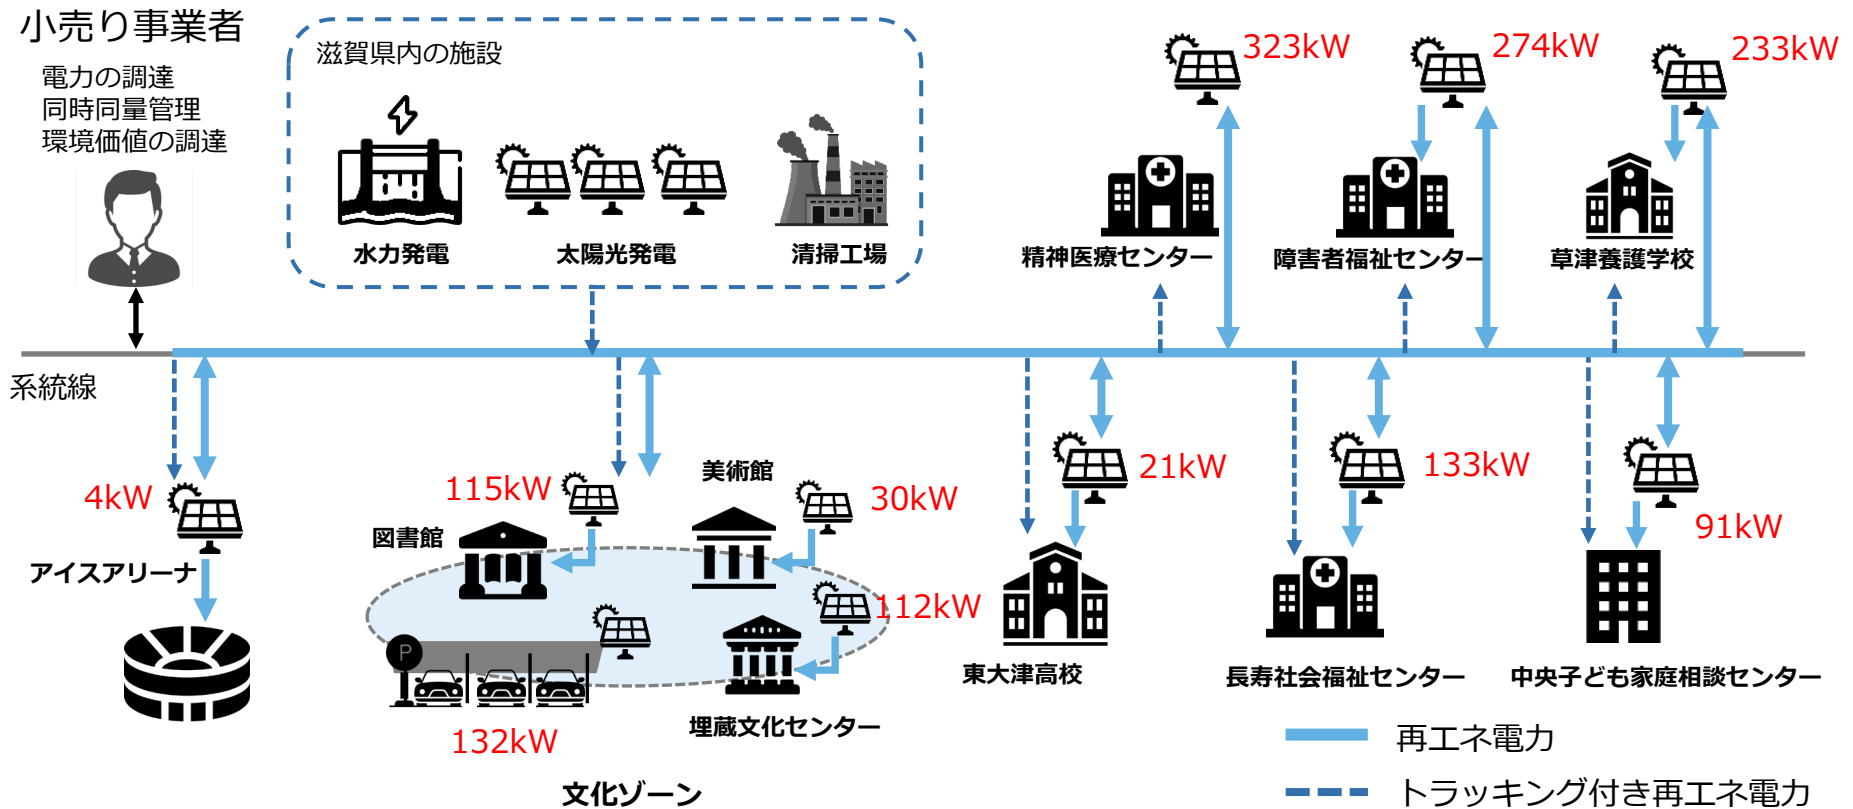 小売り事業者
電力の調達
同時同量管理
環境価値の調達
滋賀県内の施設
水力発電
太陽光発電
清掃工場
323kW
274kW
233kW
精神医療センター
障害者福祉センター
草津養護学校
系統線
4kW
アイスアリーナ
115kW
図書館
美術館
30kW
112kW
P
132kW
埋蔵文化センター
文化ゾーン
21kW
東大津高校
133kW
長寿社会福祉センター
91kW
中央子ども家庭相談センター
再エネ電力
トラッキング付き再エネ電力